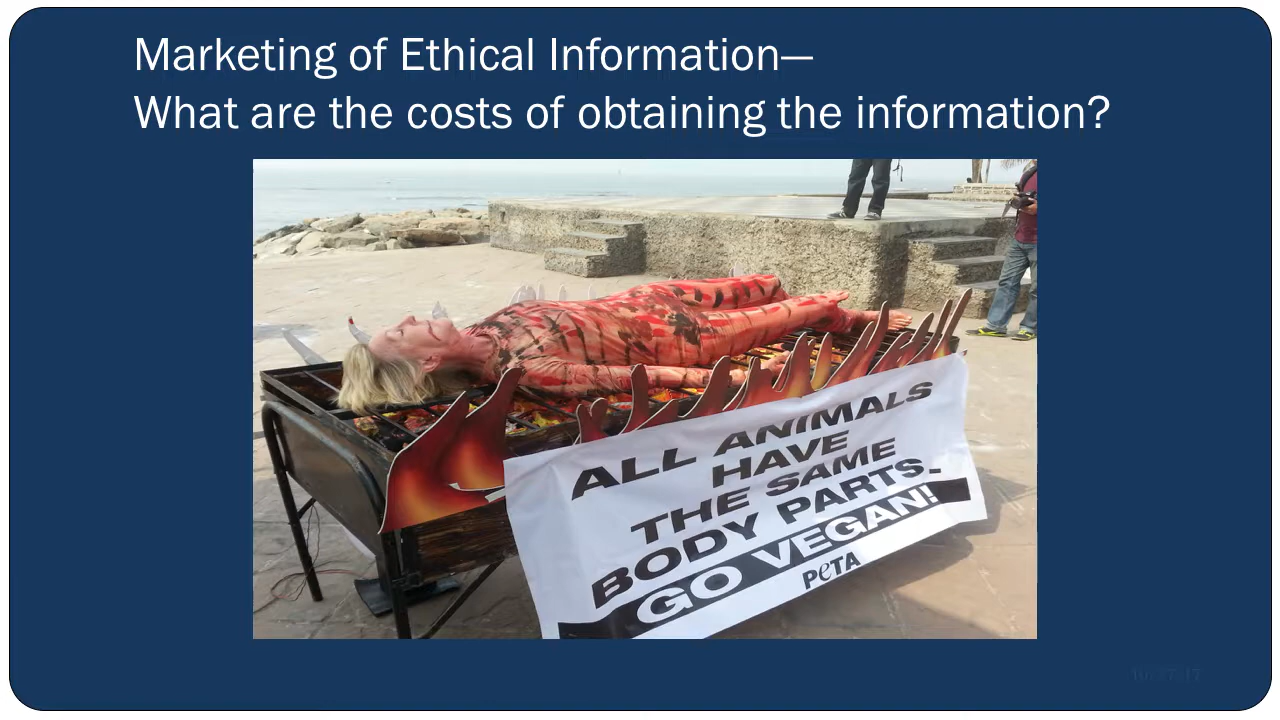 Marketing of Ethical Information—
What are the costs of obtaining the information?
ALL ANIMALS
HAVE
THE SAME
BODY PARTS.
GO VEGAN!
PeTA